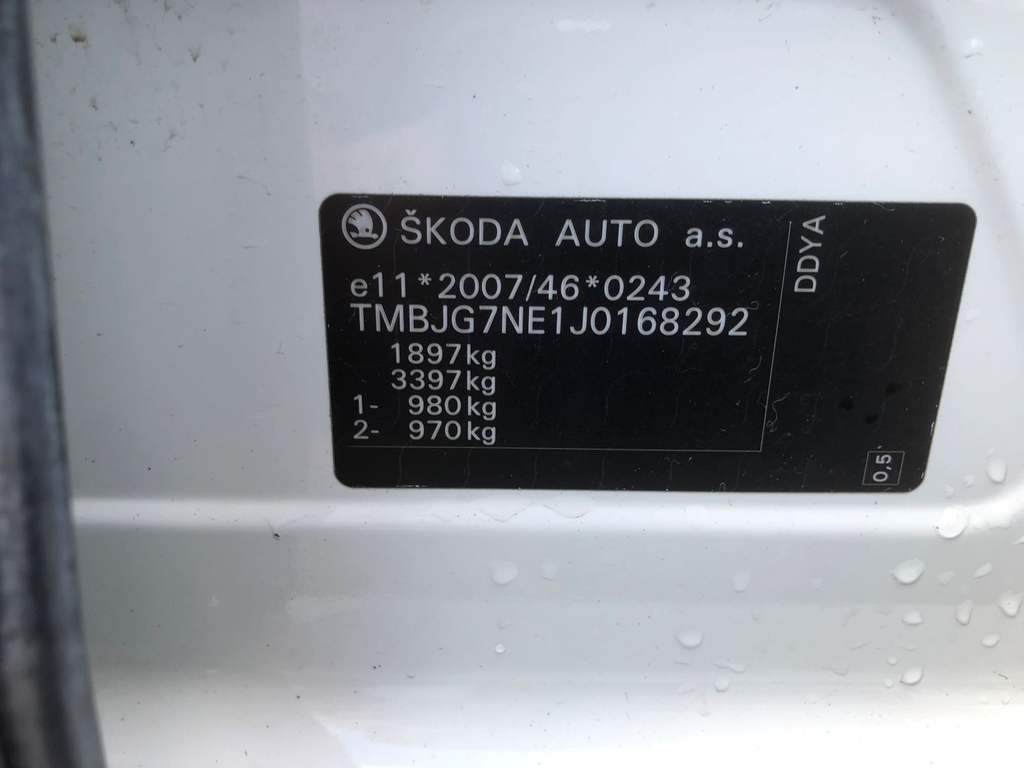 ŠKODA AUTO a.s.
e11*2007/46*0243
TMBJG7NE1J0168292
1897kg
3397kg
1- 980kg
2- 970kg
DDYA
0,5